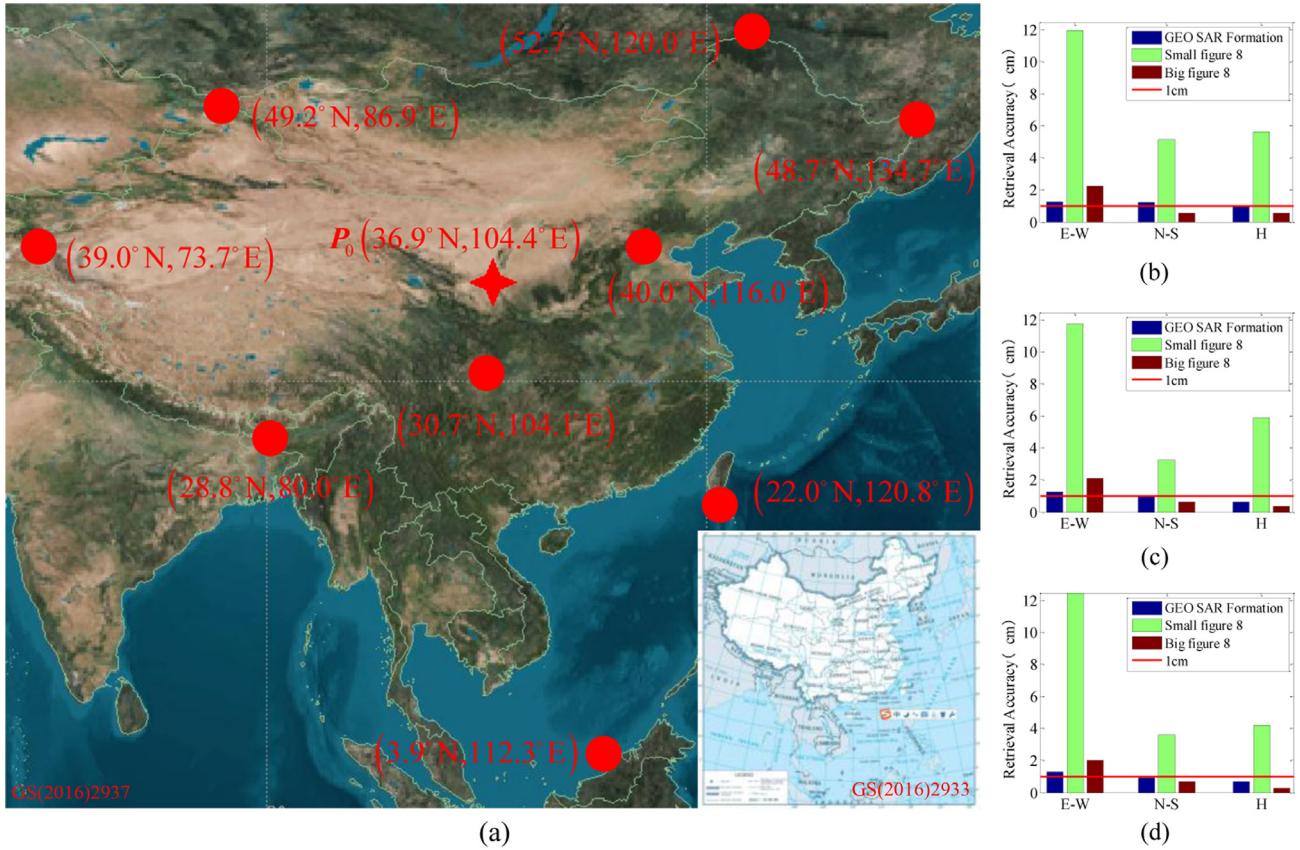 (52.7°N,120.0°E)
(49.2°N,86.9°E)
(48.7°N,134.7°E)
P₀(36.9°N,104.4°E)
(39.0°N,73.7°E)
(40.0°N,116.0°E)
(30.7°N,104.1°E)
(28.8°N,80.0°E)
(22.0°N,120.8°E)
(3.9°N,112.3°E)
GS(2016)2937
MONGOLIA
GS(2016)2933
(a)
Retrieval Accuracy( cm)
12
10
8
6
4
2
0
GEO SAR Formation
Small figure 8
Big figure 8
1cm
E-W N-S H
(b)
Retrieval Accuracy( cm)
12
10
8
6
4
2
0
GEO SAR Formation
Small figure 8
Big figure 8
1cm
E-W N-S H
(c)
Retrieval Accuracy( cm)
12
10
8
6
4
2
0
GEO SAR Formation
Small figure 8
Big figure 8
1cm
E-W N-S H
(d)